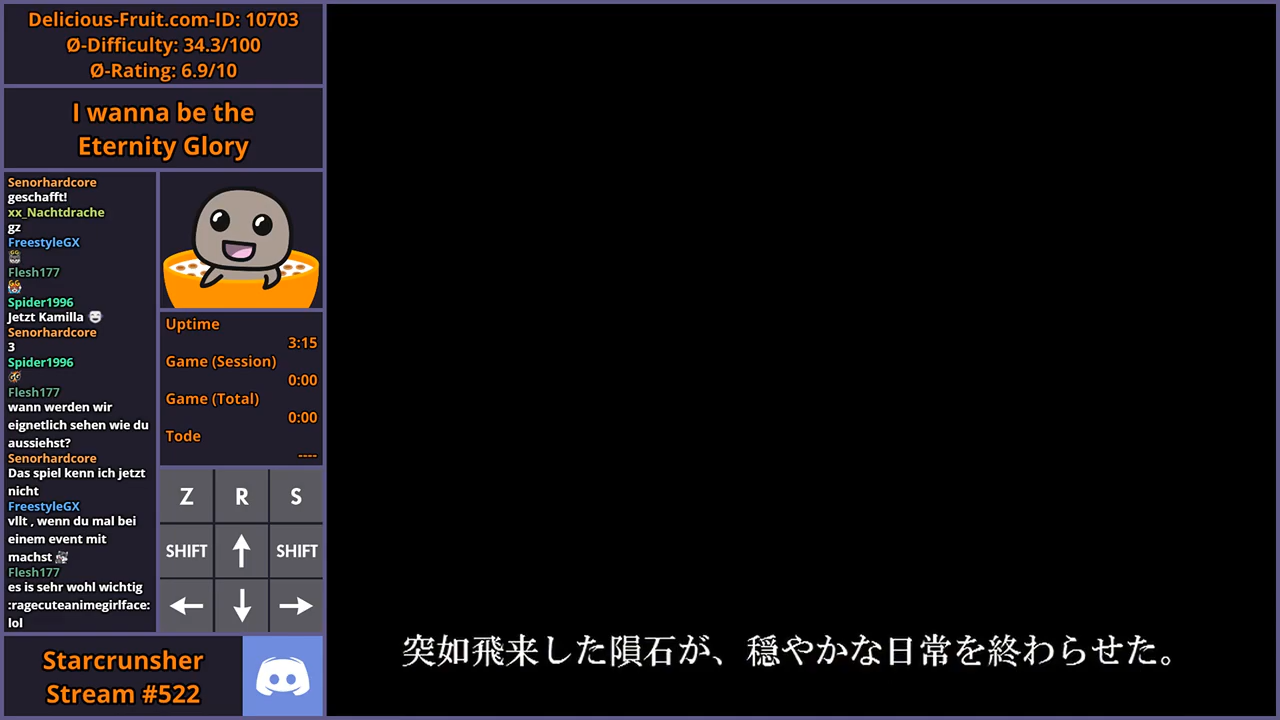 Delicious-Fruit.com-ID: 10703
Ø-Difficulty: 34.3/100
Ø-Rating: 6.9/10
I wanna be the
Eternity Glory
Senorhardcore
geschafft!
xx_Nachtdrache
gz
FreestyleGX
Flesh177
Spider1996
Jetzt Kamilla
Senorhardcore
3
Spider1996
Flesh177
wann werden wir
eignetlich sehen wie du
aussiehst?
Senorhardcore
Das spiel kenn ich jetzt
nicht
FreestyleGX
vllt , wenn du mal bei
einem event mit
machst
Flesh177
es is sehr wohl wichtig
:ragecuteanimegirlface:
lol
Uptime
3:15
Game (Session)
0:00
Game (Total)
0:00
Tode
----
Z R S
SHIFT ↑ SHIFT
← ↓ →
Starcrunsher
Stream #522
突如飛来した隕石が、穏やかな日常を終わらせた。